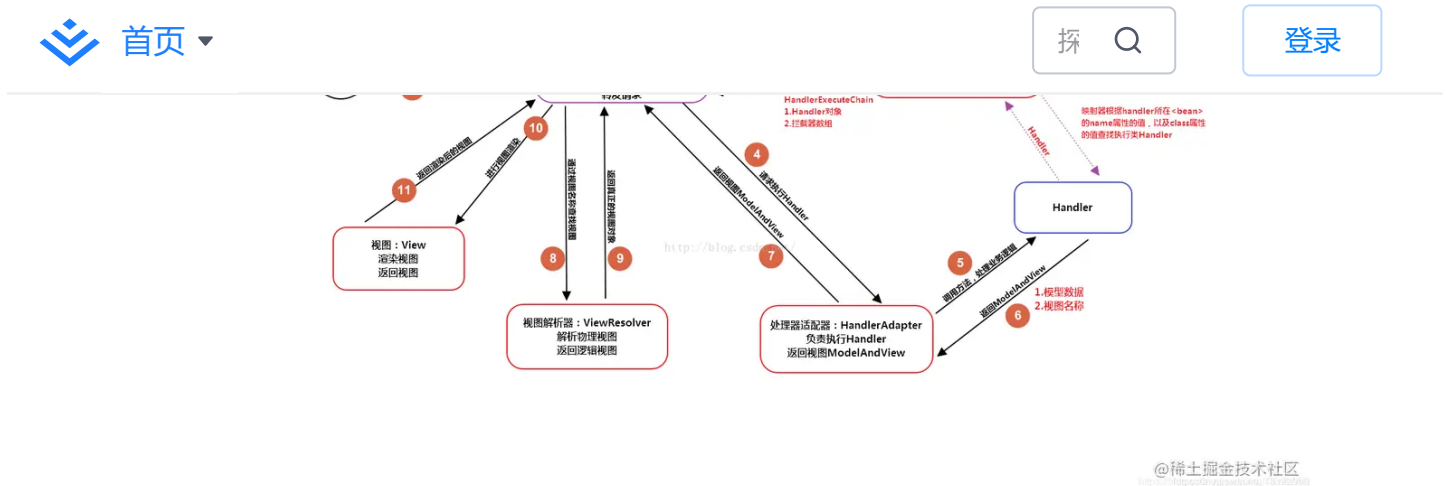 首页
探
登录
转发请求
HandlerExecuteChain
1.Handler对象
2.拦截器数组
映射器根据handler所在<bean>
的name属性的值，以及class属性
的值查找执行类Handler
Handler
10
返回渲染后的视图
进行视图渲染
11
通过视图名称查找视图
返回真正的视图对象
4
请求执行Handler
返回视图ModelAndView
Handler
视图：View
渲染视图
返回视图
8
9
7
http://blog.csdn.net/
5
调用方法，处理业务逻辑
返回ModelAndView
6
1.模型数据
2.视图名称
视图解析器：ViewResolver
解析物理视图
返回逻辑视图
处理器适配器：HandlerAdapter
负责执行Handler
返回视图ModelAndView
@稀土掘金技术社区